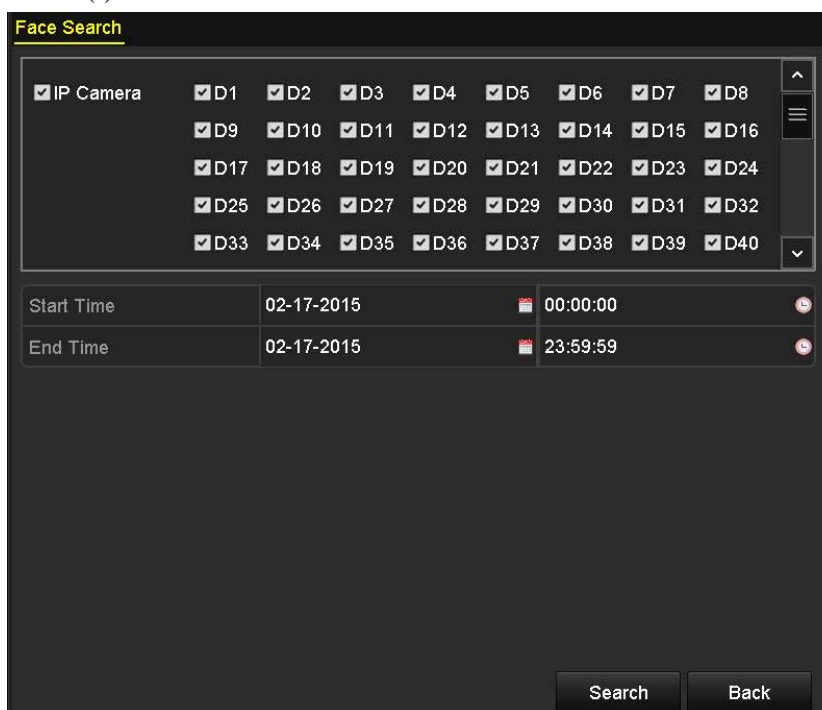 Face Search
IP Camera D1 D2 D3 D4 D5 D6 D7 D8
D9 D10 D11 D12 D13 D14 D15 D16
D17 D18 D19 D20 D21 D22 D23 D24
D25 D26 D27 D28 D29 D30 D31 D32
D33 D34 D35 D36 D37 D38 D39 D40
Start Time 02-17-2015 00:00:00
End Time 02-17-2015 23:59:59
Search Back